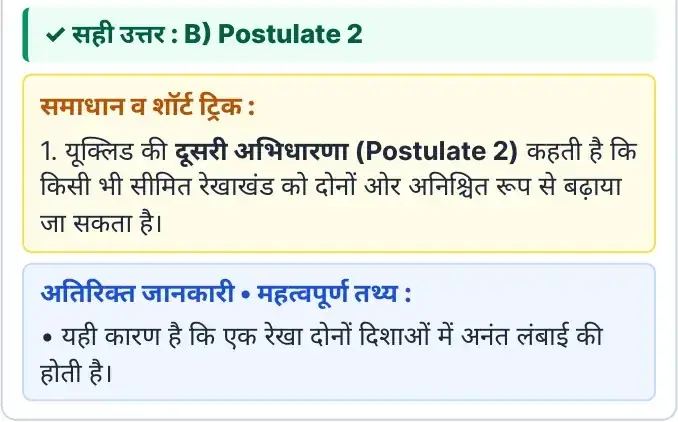 ✓ सही उत्तर : B) Postulate 2
समाधान व शॉर्ट ट्रिक :
1. यूक्लिड की दूसरी अभिधारणा (Postulate 2) कहती है कि
किसी भी सीमित रेखाखंड को दोनों ओर अनिश्चित रूप से बढ़ाया
जा सकता है।
अतिरिक्त जानकारी • महत्वपूर्ण तथ्य :
• यही कारण है कि एक रेखा दोनों दिशाओं में अनंत लंबाई की
होती है।